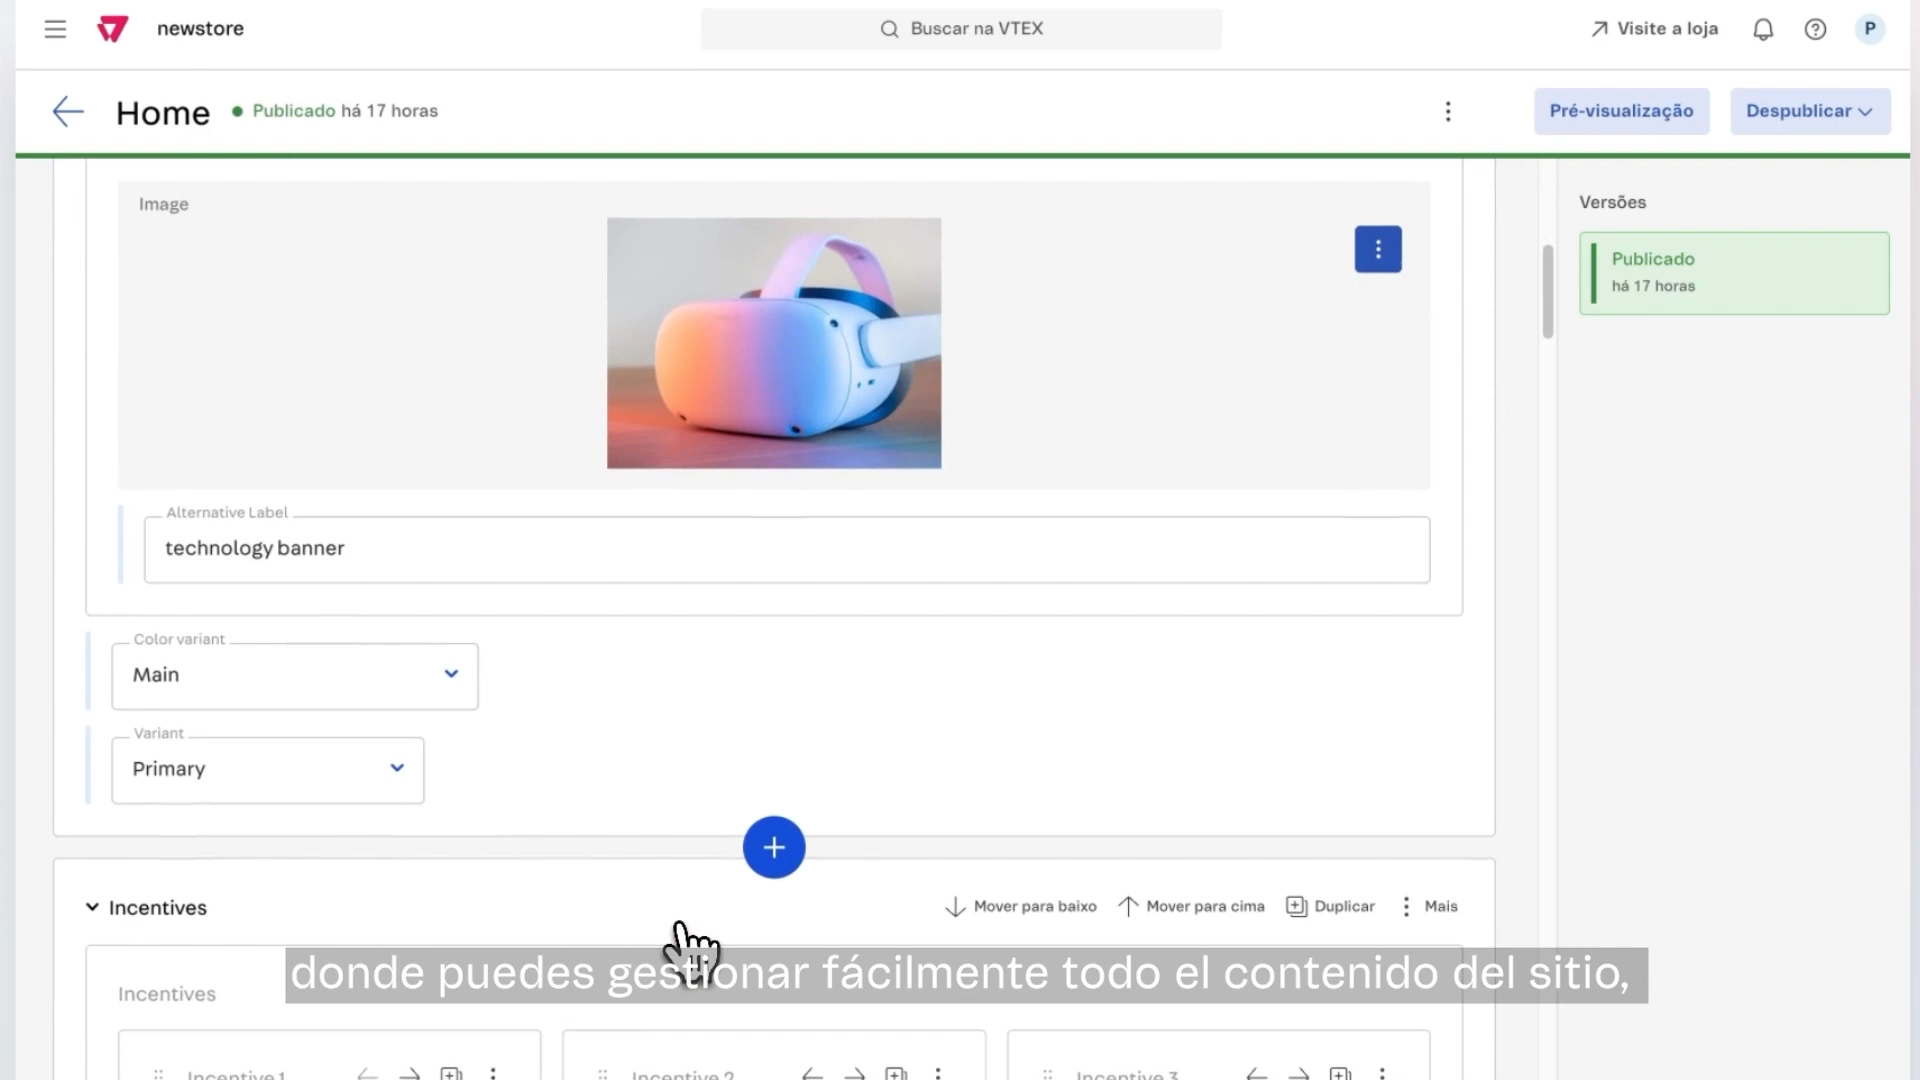 newstore
Buscar na VTEX
Visite a loja
P
Home
Publicado há 17 horas
Pré-visualização
Despublicar
Image
Versões
Publicado
há 17 horas
Alternative Label
technology banner
Color variant
Main
Variant
Primary
Incentives
Mover para baixo
Mover para cima
Duplicar
Mais
donde puedes gestionar fácilmente todo el contenido del sitio,
Incentives
Incentive 1
Incentive 2
Incentive 3